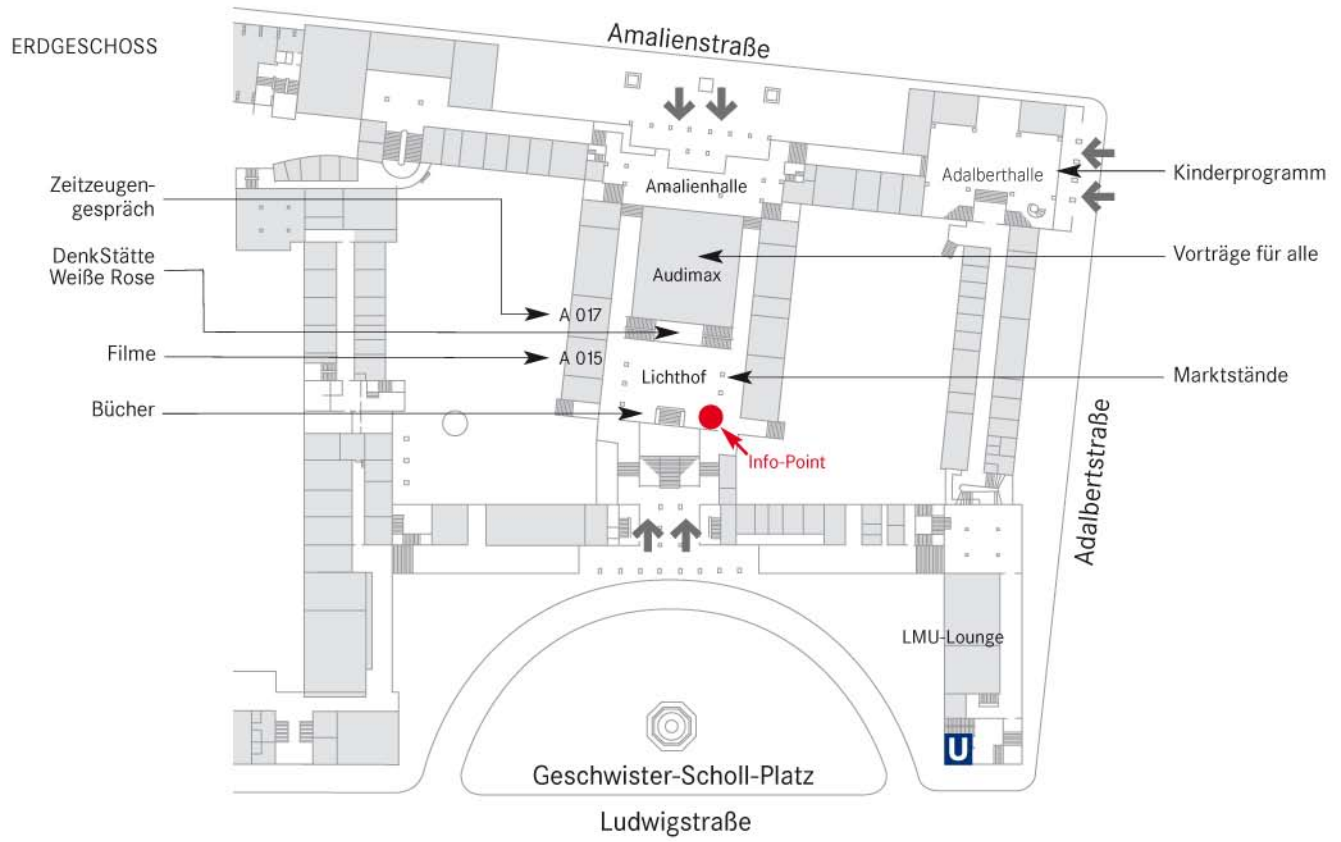 Amalienstraße
ERDGESCHOSS
Amalienhalle
Adalberthalle
Kinderprogramm
Zeitzeugen-
gespräch
DenkStätte
Weiße Rose
Audimax
Vorträge für alle
A 017
Filme
A 015
Lichthof
Marktstände
Bücher
Info-Point
Adalbertstraße
LMU-Lounge
U
Geschwister-Scholl-Platz
Ludwigstraße